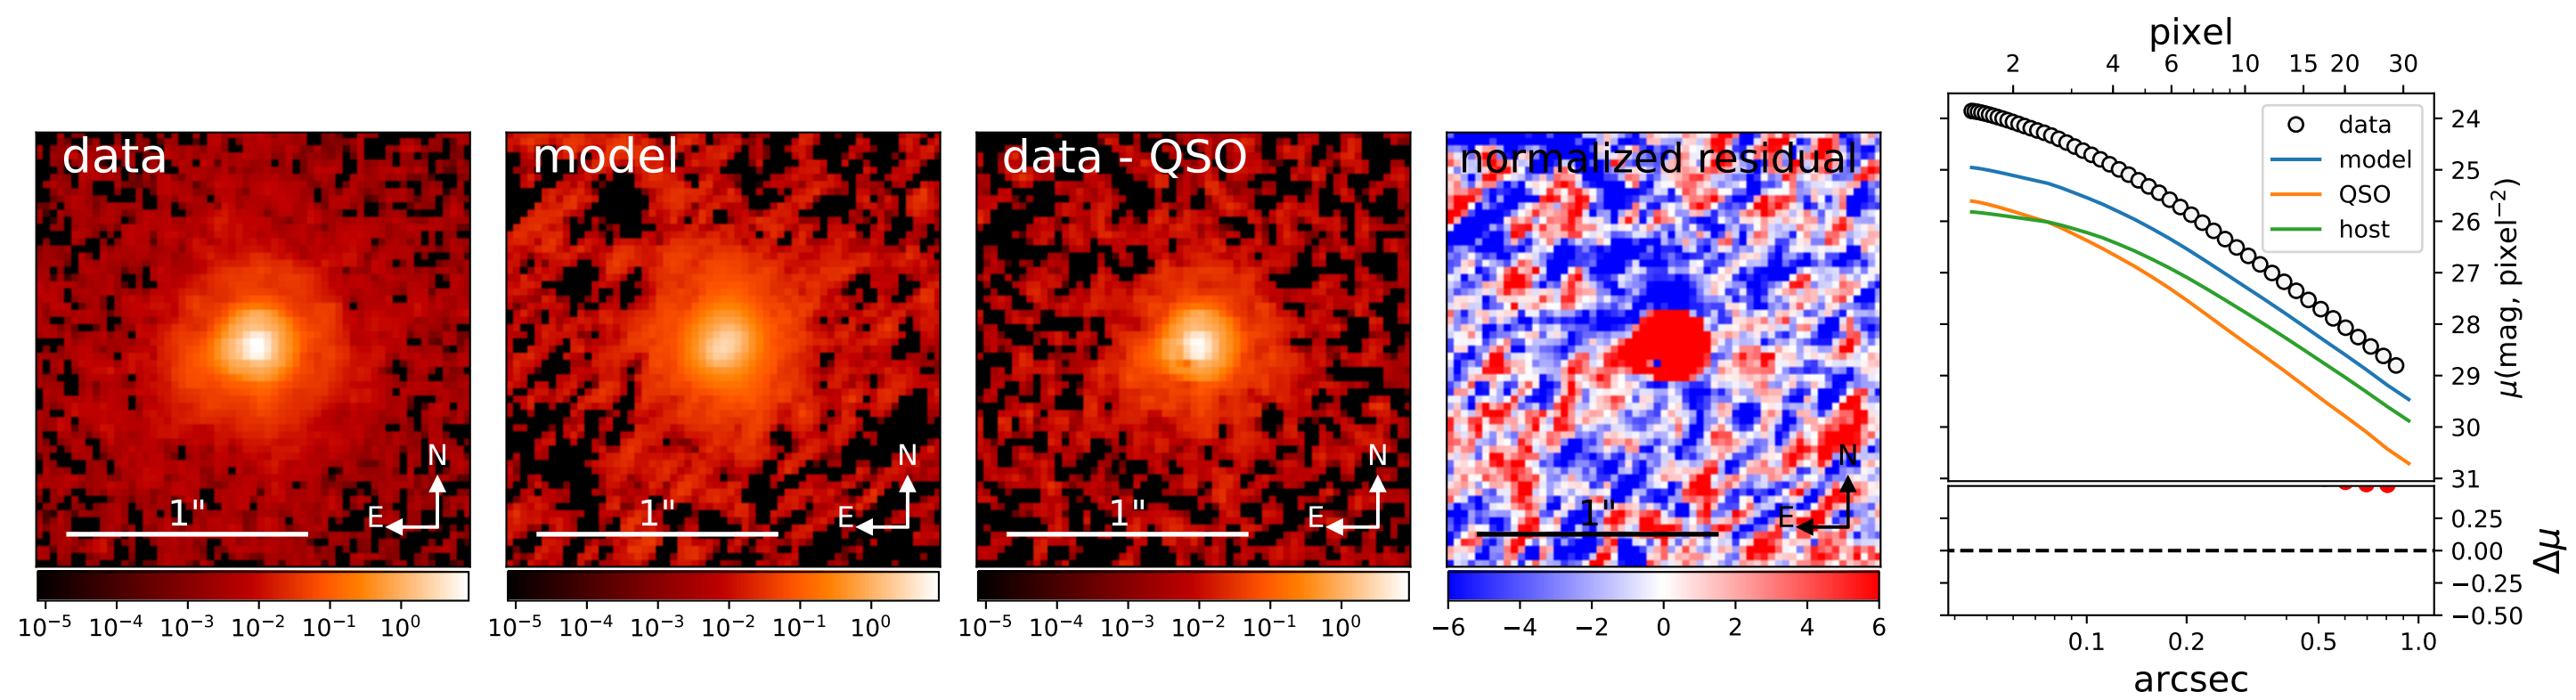 data
N
E
1"
10⁻⁵ 10⁻⁴ 10⁻³ 10⁻² 10⁻¹ 10⁰
model
N
E
1"
10⁻⁵ 10⁻⁴ 10⁻³ 10⁻² 10⁻¹ 10⁰
data - QSO
N
E
1"
10⁻⁵ 10⁻⁴ 10⁻³ 10⁻² 10⁻¹ 10⁰
normalized residual
N
E
1"
−6 −4 −2 0 2 4 6
pixel
2 4 6 10 15 20 30
data
model
QSO
host
24
25
26
27
28
29
30
31
μ(mag, pixel⁻²)
0.25
0.00
−0.25
−0.50
Δμ
0.1 0.2 0.5 1.0
arcsec